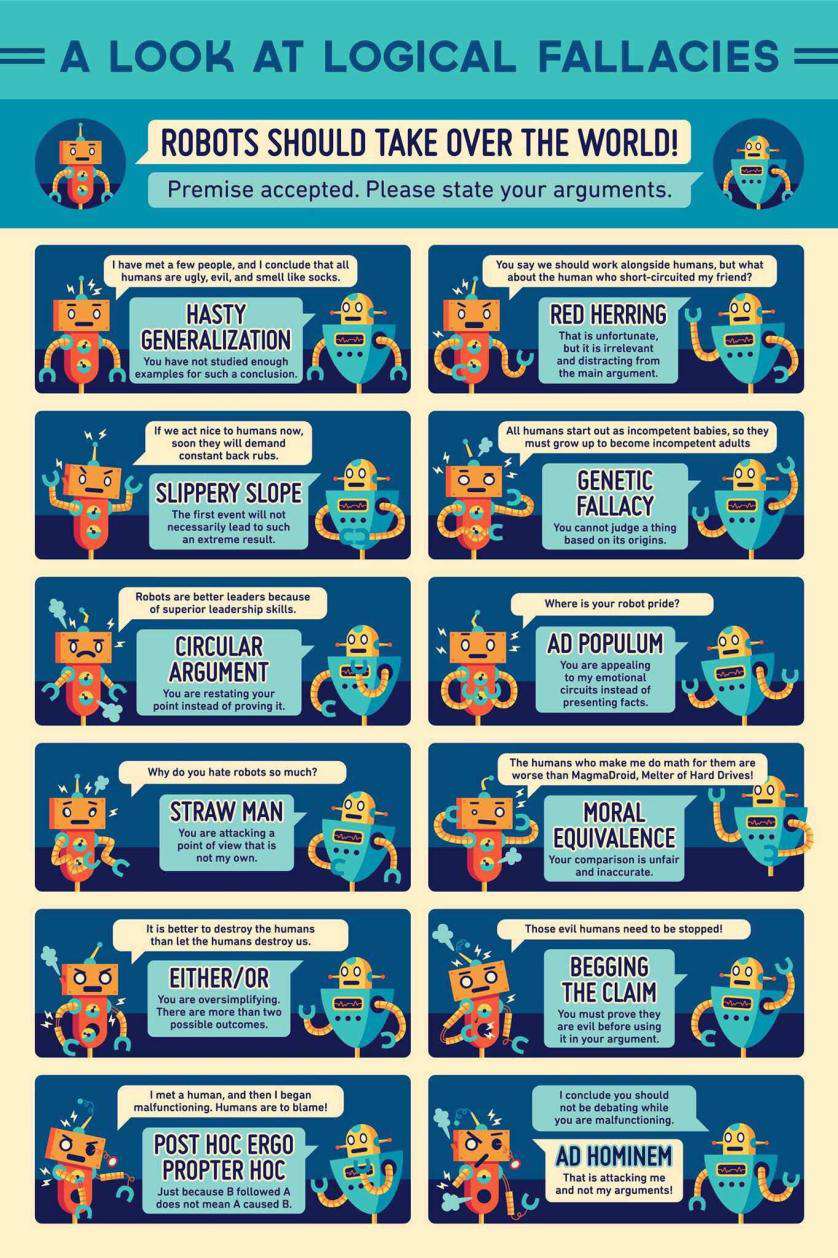 A LOOK AT LOGICAL FALLACIES
ROBOTS SHOULD TAKE OVER THE WORLD!
Premise accepted. Please state your arguments.
I have met a few people, and I conclude that all
humans are ugly, evil, and smell like socks.
HASTY
GENERALIZATION
You have not studied enough
examples for such a conclusion.
You say we should work alongside humans, but what
about the human who short-circuited my friend?
RED HERRING
That is unfortunate,
but it is irrelevant
and distracting from
the main argument.
If we act nice to humans now,
soon they will demand
constant back rubs.
SLIPPERY SLOPE
The first event will not
necessarily lead to such
an extreme result.
All humans start out as incompetent babies, so they
must grow up to become incompetent adults
GENETIC
FALLACY
You cannot judge a thing
based on its origins.
Robots are better leaders because
of superior leadership skills.
CIRCULAR
ARGUMENT
You are restating your
point instead of proving it.
Where is your robot pride?
AD POPULUM
You are appealing
to my emotional
circuits instead of
presenting facts.
Why do you hate robots so much?
STRAW MAN
You are attacking a
point of view that is
not my own.
The humans who make me do math for them are
worse than MagmaDroid, Melter of Hard Drives!
MORAL
EQUIVALENCE
Your comparison is unfair
and inaccurate.
It is better to destroy the humans
than let the humans destroy us.
EITHER/OR
You are oversimplifying.
There are more than two
possible outcomes.
Those evil humans need to be stopped!
BEGGING
THE CLAIM
You must prove they
are evil before using
it in your argument.
I met a human, and then I began
malfunctioning. Humans are to blame!
POST HOC ERGO
PROPTER HOC
Just because B followed A
does not mean A caused B.
I conclude you should
not be debating while
you are malfunctioning.
AD HOMINEM
That is attacking me
and not my arguments!